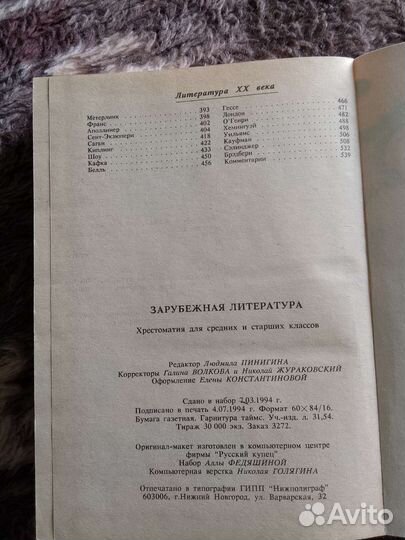 Литература XX века
Метерлинк 393
Франс 398
Аполлинер 402
Сент-Экзюпери 404
Саган 418
Киплинг 422
Шоу 433
Кафка 450
Белль 456
Гессе 466
Лондон 471
О'Генри 482
Хемингуэй 488
Уильямс 498
Кауфман 506
Сэлинджер 508
Брэдбери 532
Комментарии 539
ЗАРУБЕЖНАЯ ЛИТЕРАТУРА
Хрестоматия для средних и старших классов
Редактор Людмила ПИНИГИНА
Корректоры Галина ВОЛКОВА и Николай ЖУРАКОВСКИЙ
Оформление Елены КОНСТАНТИНОВОЙ
Сдано в набор 7.03.1994 г.
Подписано в печать 4.07.1994 г. Формат 60×84/16.
Бумага газетная. Гарнитура таймс. Уч.-изд. л. 31,54.
Тираж 30 000 экз. Заказ 3272.
Оригинал-макет изготовлен в компьютерном центре
фирмы "Русский купец"
Набор Аллы ФЕДЯШИНОЙ
Компьютерная верстка Николая ГОЛЯГИНА
Отпечатано в типографии ГИПП "Нижполиграф"
603006, г.Нижний Новгород, ул. Варварская, 32
Avito